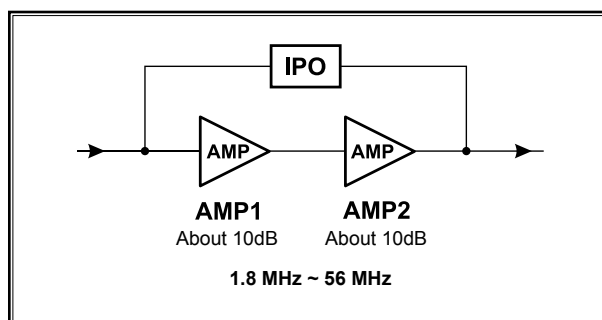 IPO
AMP AMP
AMP1 AMP2
About 10dB About 10dB
1.8 MHz ~ 56 MHz